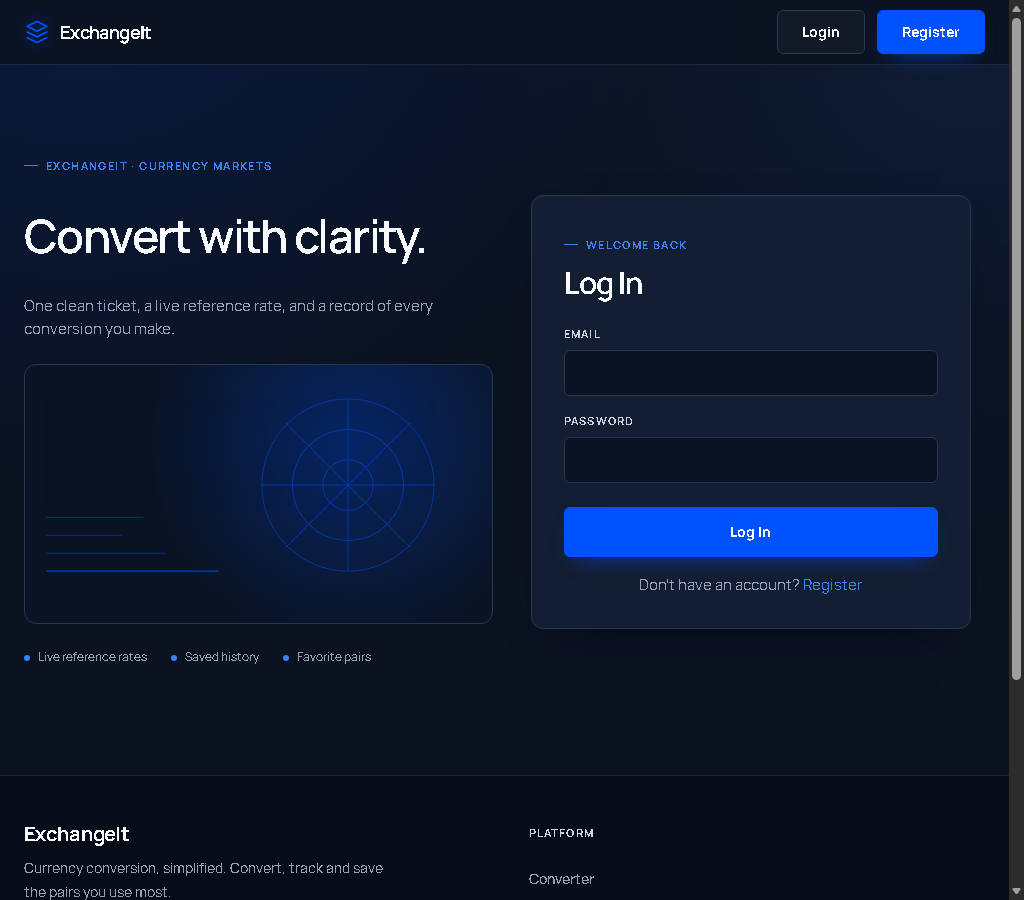 ExchangeIt
Login
Register
EXCHANGEIT · CURRENCY MARKETS
Convert with clarity.
One clean ticket, a live reference rate, and a record of every
conversion you make.
Live reference rates
Saved history
Favorite pairs
WELCOME BACK
Log In
EMAIL
PASSWORD
Log In
Don't have an account? Register
ExchangeIt
Currency conversion, simplified. Convert, track and save
the pairs you use most.
PLATFORM
Converter